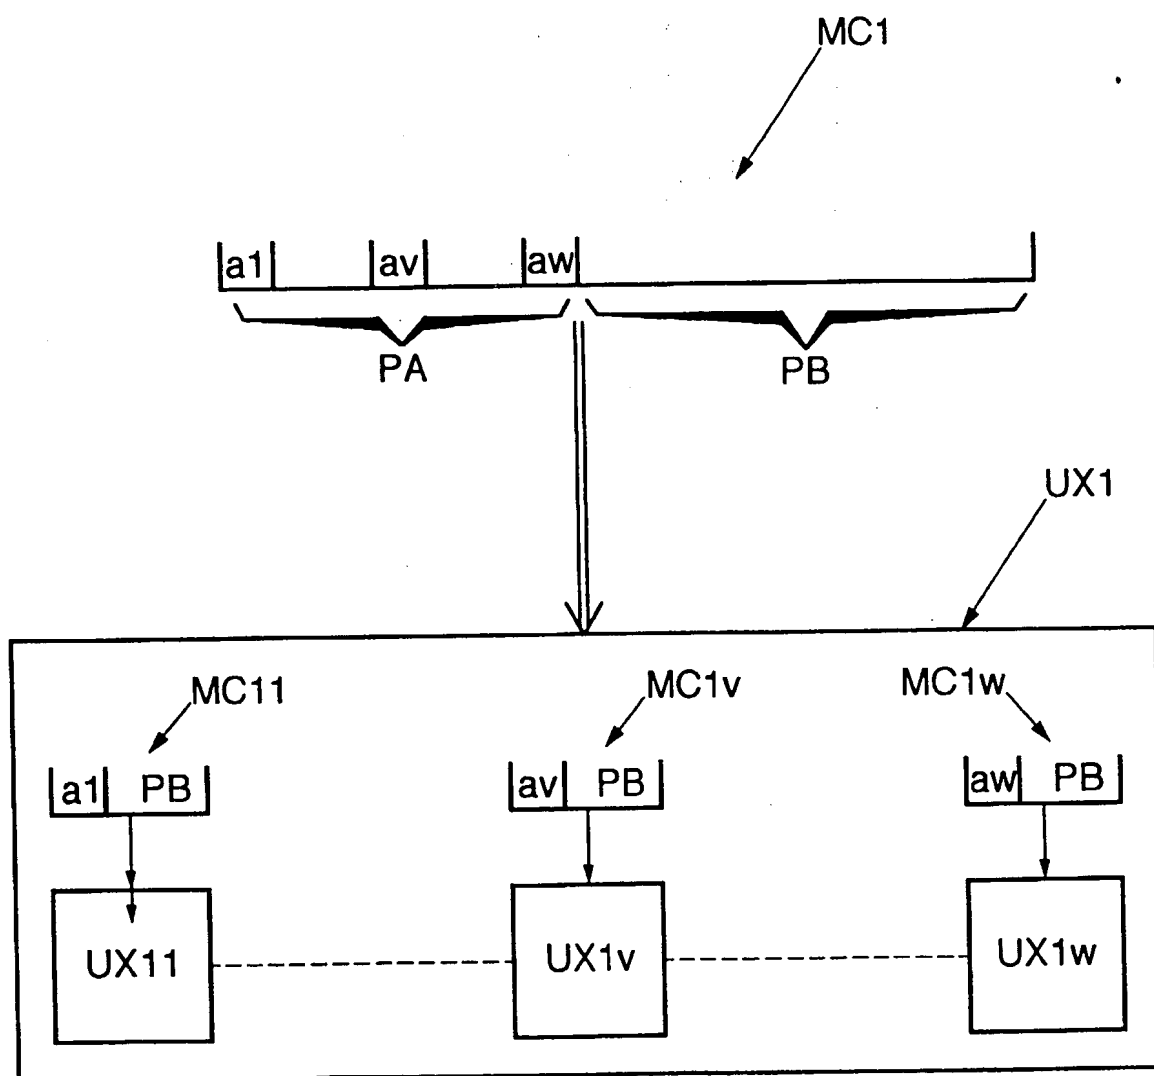 MC1
a1 av aw
PA PB
UX1
MC11 MC1v MC1w
a1 PB av PB aw PB
UX11 UX1v UX1w